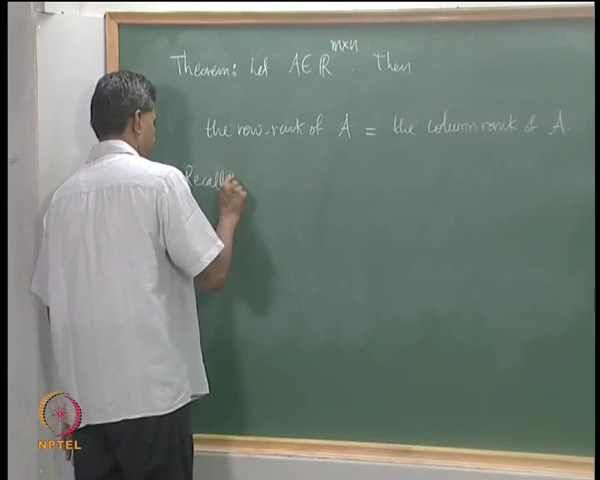 Theorem: Let A ∈ ℝ^{m×n}. Then
the row-rank of A = the column rank of A.
Recall
NPTEL